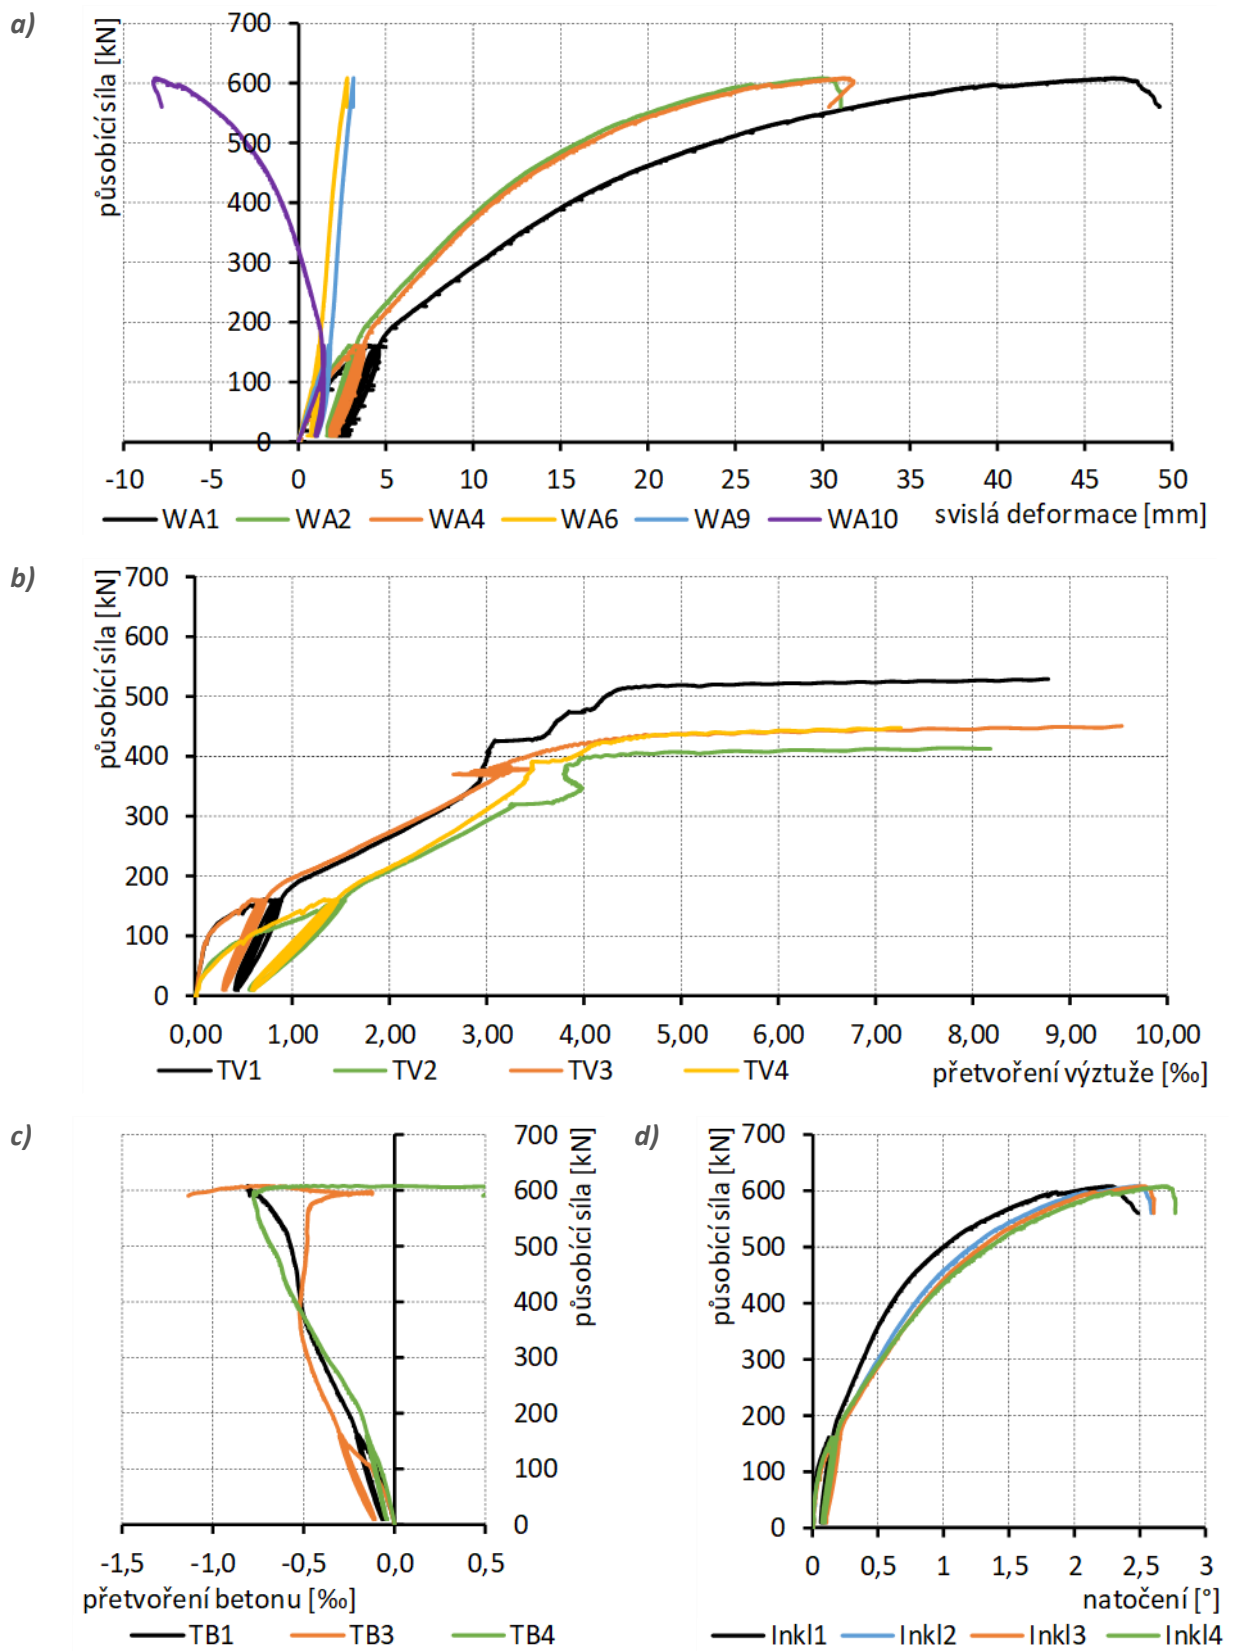 a)
působící síla [kN]
700
600
500
400
300
200
100
0
-10 -5 0 5 10 15 20 25 30 35 40 45 50
WA1 WA2 WA4 WA6 WA9 WA10 svislá deformace [mm]
b)
působící síla [kN]
700
600
500
400
300
200
100
0
0,00 1,00 2,00 3,00 4,00 5,00 6,00 7,00 8,00 9,00 10,00
TV1 TV2 TV3 TV4 přetvoření výztuže [‰]
c)
působící síla [kN]
700
600
500
400
300
200
100
0
-1,5 -1,0 -0,5 0,0 0,5
přetvoření betonu [‰]
TB1 TB3 TB4
d)
působící síla [kN]
700
600
500
400
300
200
100
0
0 0,5 1 1,5 2 2,5 3
natočení [°]
Inkl1 Inkl2 Inkl3 Inkl4